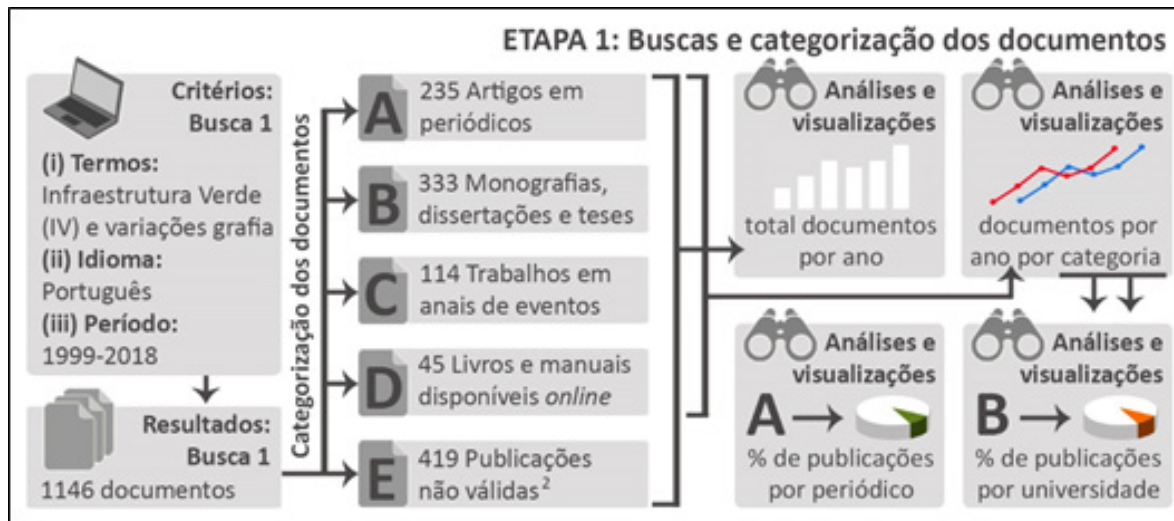 ETAPA 1: Buscas e categorização dos documentos
Critérios:
Busca 1
(i) Termos:
Infraestrutura Verde
(IV) e variações grafia
(ii) Idioma:
Português
(iii) Período:
1999-2018
Resultados:
Busca 1
1146 documentos
Categorização dos documentos
A
235 Artigos em
periódicos
B
333 Monografias,
dissertações e teses
C
114 Trabalhos em
anais de eventos
D
45 Livros e manuais
disponíveis online
E
419 Publicações
não válidas²
Análises e
visualizações
total documentos
por ano
Análises e
visualizações
documentos por
ano por categoria
Análises e
visualizações
A
% de publicações
por periódico
Análises e
visualizações
B
% de publicações
por universidade